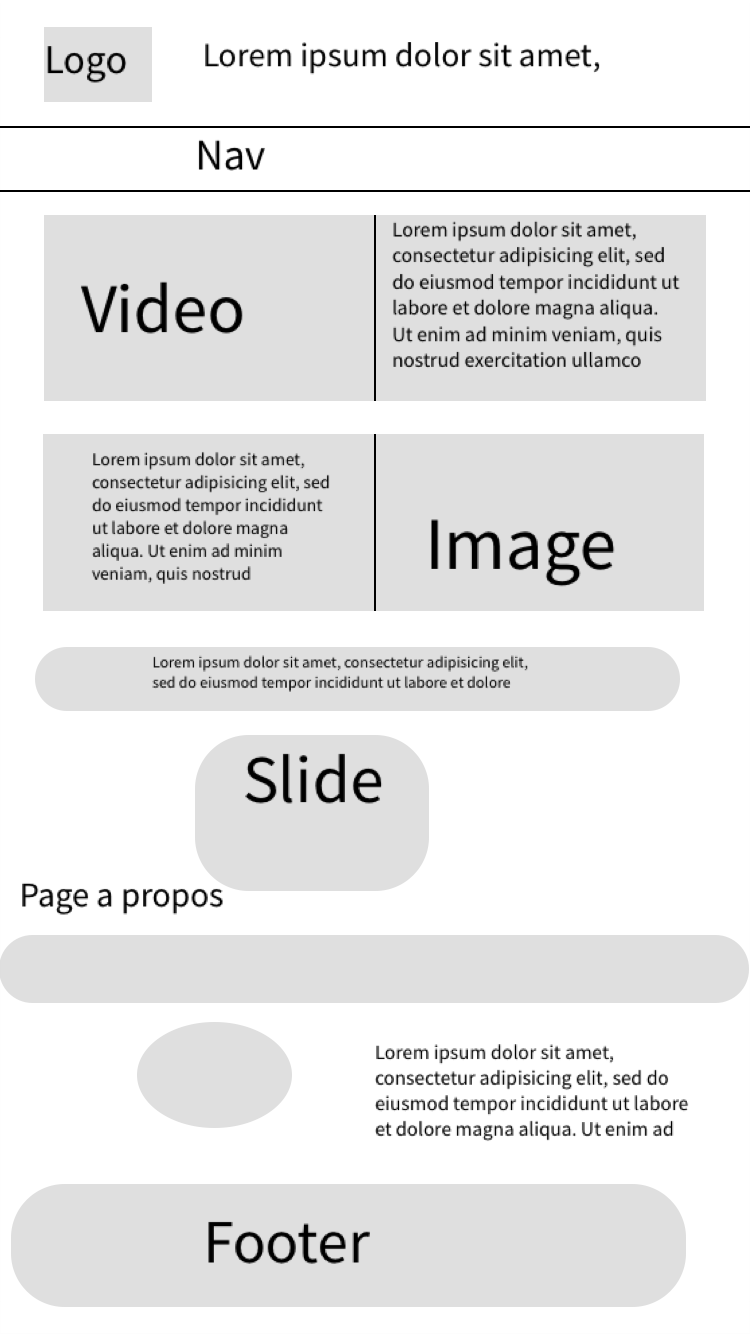 Logo
Lorem ipsum dolor sit amet,
Nav
Video
Lorem ipsum dolor sit amet,
consectetur adipisicing elit, sed
do eiusmod tempor incididunt ut
labore et dolore magna aliqua.
Ut enim ad minim veniam, quis
nostrud exercitation ullamco
Lorem ipsum dolor sit amet,
consectetur adipisicing elit, sed
do eiusmod tempor incididunt
ut labore et dolore magna
aliqua. Ut enim ad minim
veniam, quis nostrud
Image
Lorem ipsum dolor sit amet, consectetur adipisicing elit,
sed do eiusmod tempor incididunt ut labore et dolore
Slide
Page a propos
Lorem ipsum dolor sit amet,
consectetur adipisicing elit, sed do
eiusmod tempor incididunt ut labore
et dolore magna aliqua. Ut enim ad
Footer